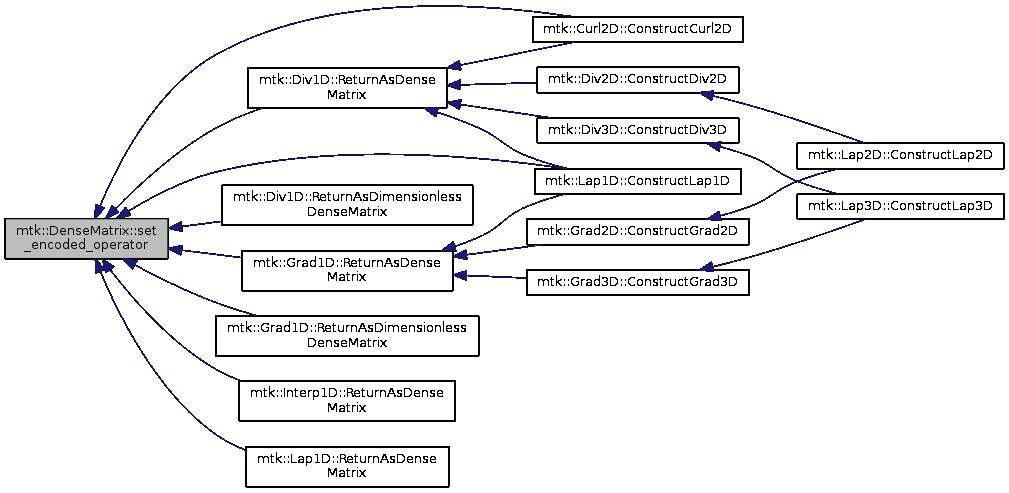 mtk::DenseMatrix::set
_encoded_operator
mtk::Div1D::ReturnAsDense
Matrix
mtk::Div1D::ReturnAsDimensionless
DenseMatrix
mtk::Grad1D::ReturnAsDense
Matrix
mtk::Grad1D::ReturnAsDimensionless
DenseMatrix
mtk::Interp1D::ReturnAsDense
Matrix
mtk::Lap1D::ReturnAsDense
Matrix
mtk::Curl2D::ConstructCurl2D
mtk::Div2D::ConstructDiv2D
mtk::Div3D::ConstructDiv3D
mtk::Lap1D::ConstructLap1D
mtk::Grad2D::ConstructGrad2D
mtk::Grad3D::ConstructGrad3D
mtk::Lap2D::ConstructLap2D
mtk::Lap3D::ConstructLap3D